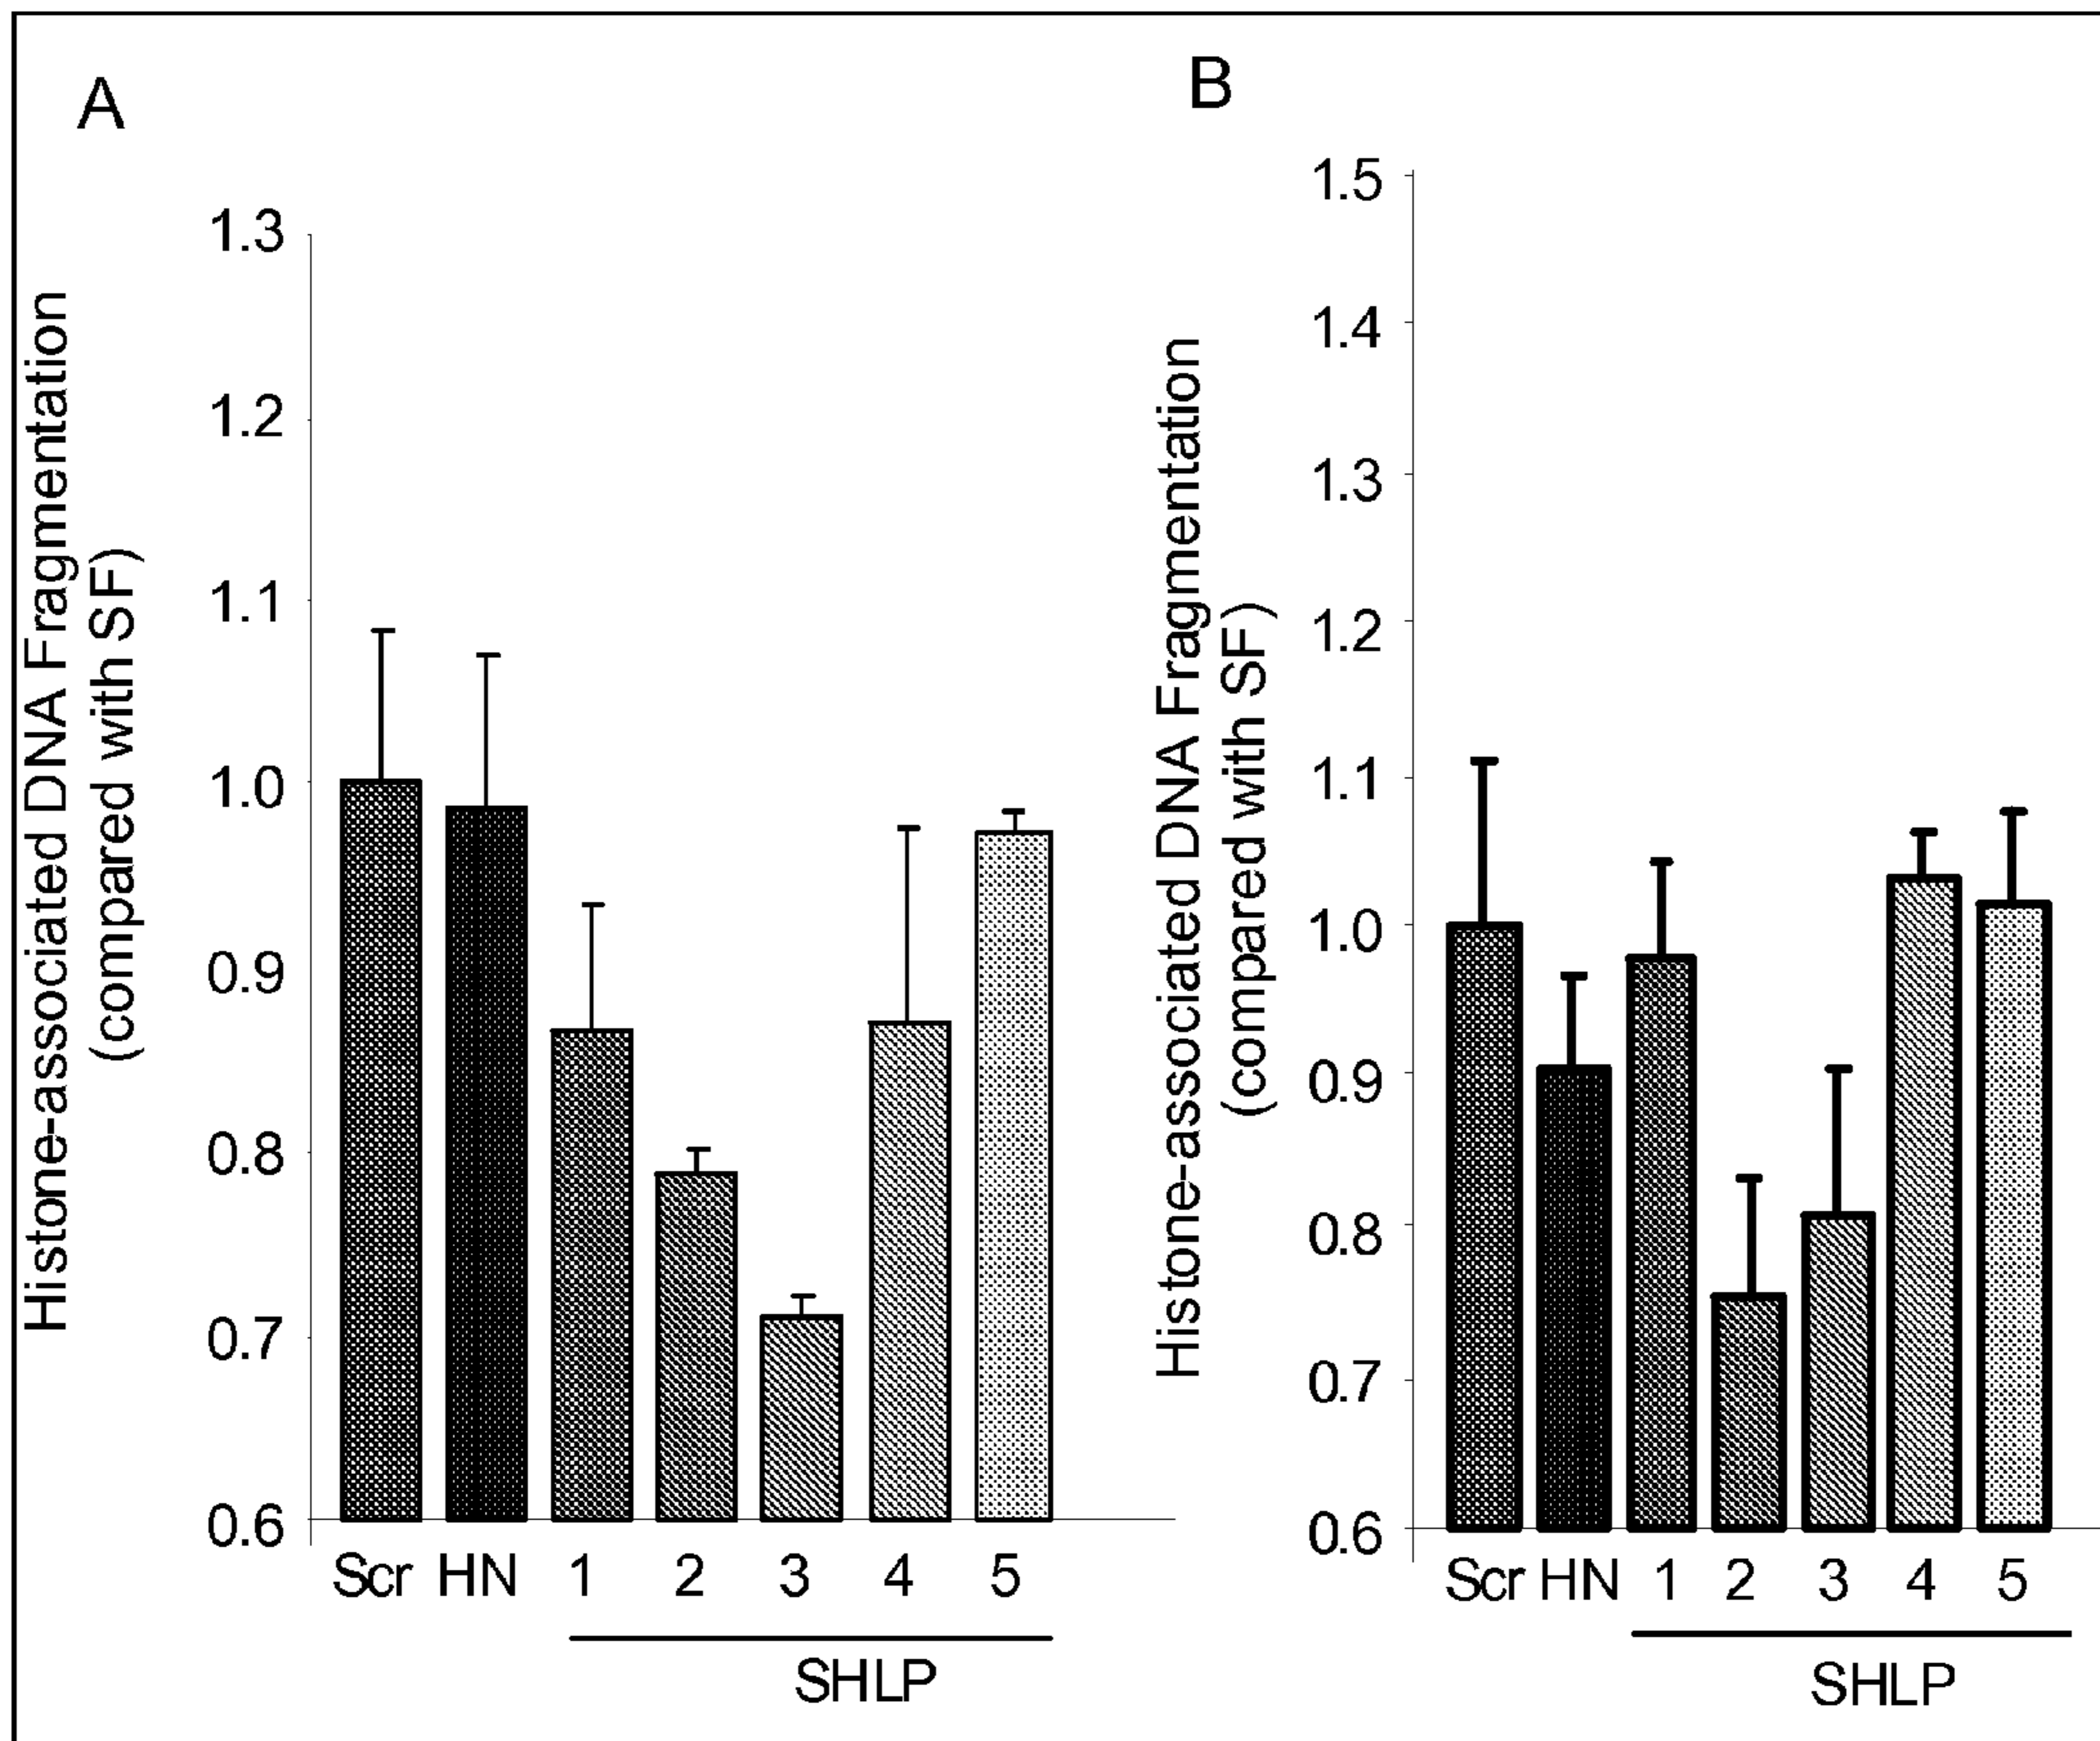 A
Histone-associated DNA Fragmentation
(compared with SF)
1.3
1.2
1.1
1.0
0.9
0.8
0.7
0.6
Scr HN 1 2 3 4 5
SHLP
B
Histone-associated DNA Fragmentation
(compared with SF)
1.5
1.4
1.3
1.2
1.1
1.0
0.9
0.8
0.7
0.6
Scr HN 1 2 3 4 5
SHLP